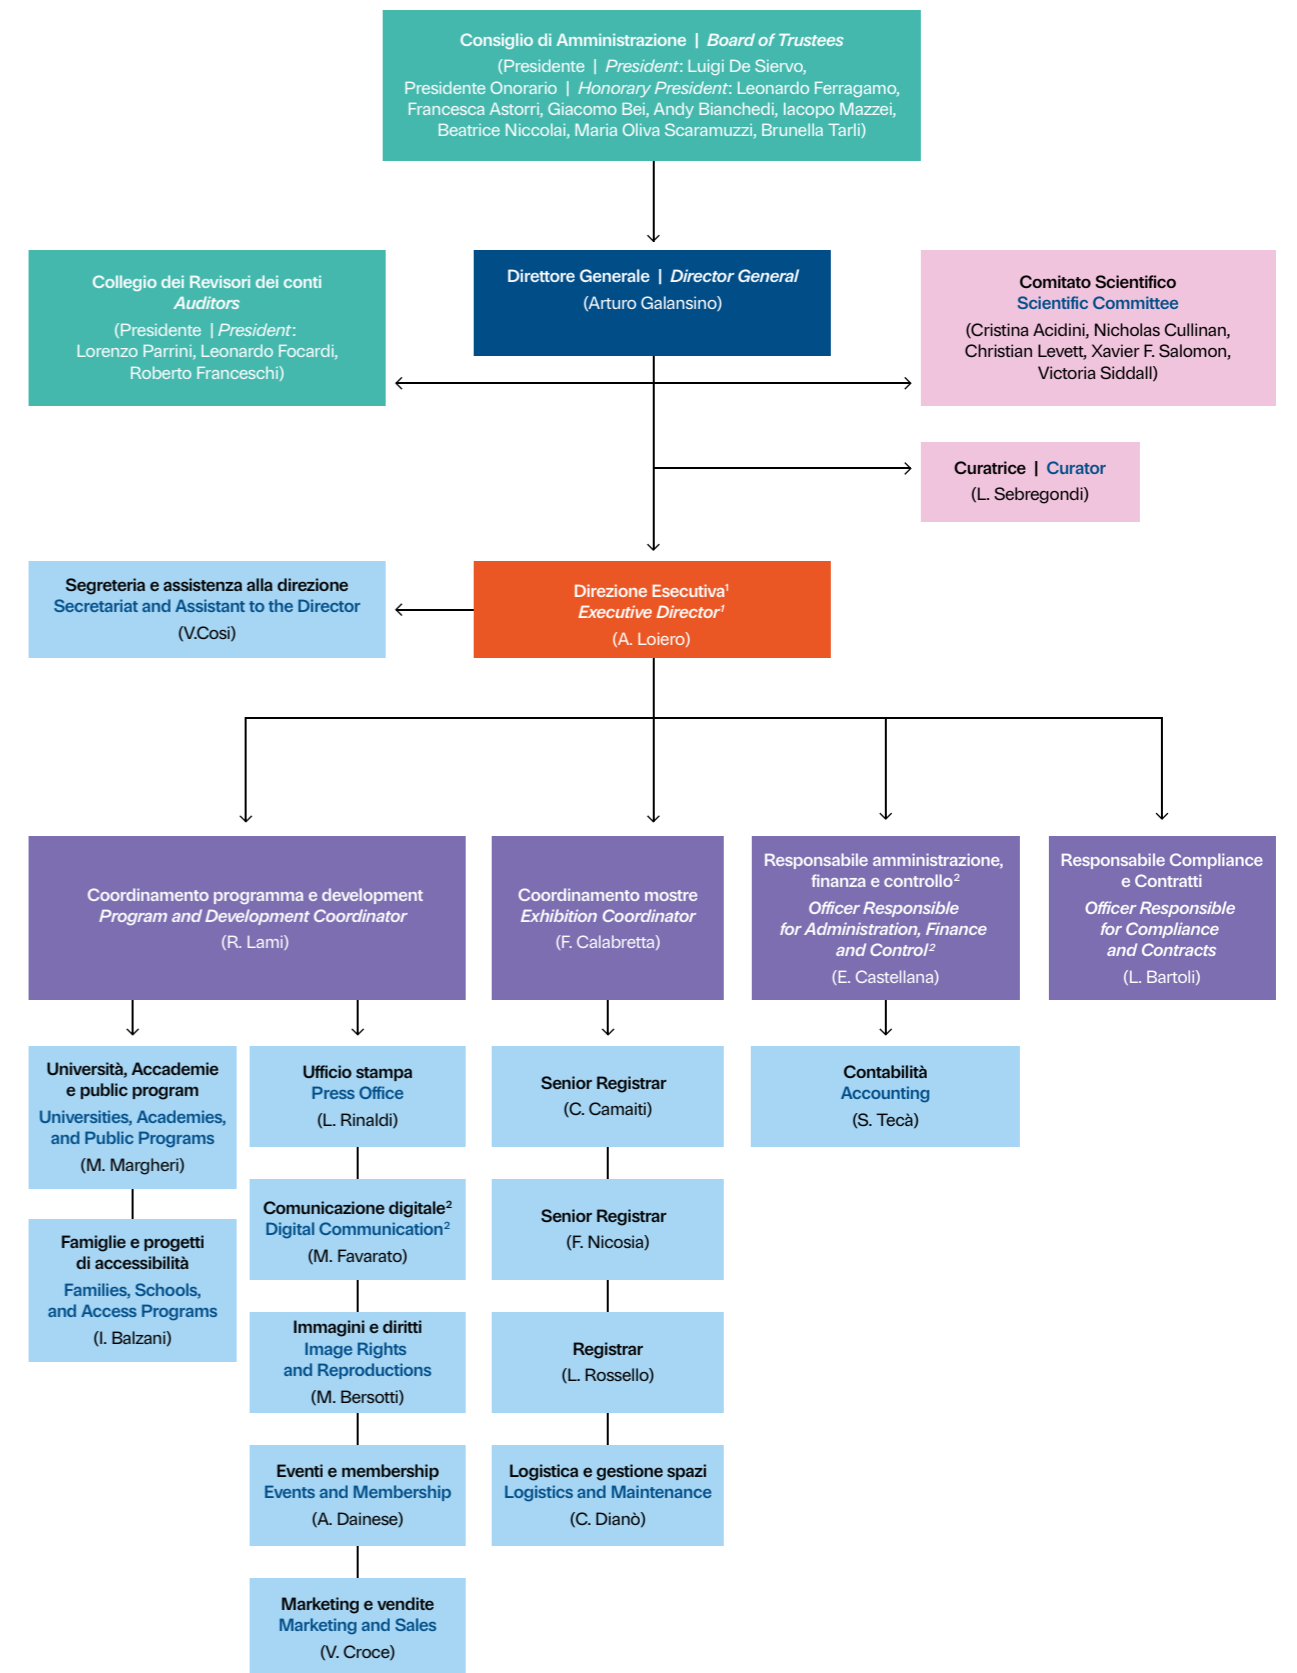 Consiglio di Amministrazione | Board of Trustees
(Presidente | President: Luigi De Siervo,
Presidente Onorario | Honorary President: Leonardo Ferragamo,
Francesca Astorri, Giacomo Bei, Andy Bianchedi, Iacopo Mazzei,
Beatrice Niccolai, Maria Oliva Scaramuzzi, Brunella Tarli)
Collegio dei Revisori dei conti
Auditors
(Presidente | President:
Lorenzo Parrini, Leonardo Focardi,
Roberto Franceschi)
Direttore Generale | Director General
(Arturo Galansino)
Comitato Scientifico
Scientific Committee
(Cristina Acidini, Nicholas Cullinan,
Christian Levett, Xavier F. Salomon,
Victoria Siddall)
Curatrice | Curator
(L. Sebregondi)
Segreteria e assistenza alla direzione
Secretariat and Assistant to the Director
(V.Cosi)
Direzione Esecutiva¹
Executive Director¹
(A. Loiero)
Coordinamento programma e development
Program and Development Coordinator
(R. Lami)
Coordinamento mostre
Exhibition Coordinator
(F. Calabretta)
Responsabile amministrazione,
finanza e controllo²
Officer Responsible
for Administration, Finance
and Control²
(E. Castellana)
Responsabile Compliance
e Contratti
Officer Responsible
for Compliance
and Contracts
(L. Bartoli)
Università, Accademie
e public program
Universities, Academies,
and Public Programs
(M. Margheri)
Famiglie e progetti
di accessibilità
Families, Schools,
and Access Programs
(I. Balzani)
Ufficio stampa
Press Office
(L. Rinaldi)
Comunicazione digitale²
Digital Communication²
(M. Favarato)
Immagini e diritti
Image Rights
and Reproductions
(M. Bersotti)
Eventi e membership
Events and Membership
(A. Dainese)
Marketing e vendite
Marketing and Sales
(V. Croce)
Senior Registrar
(C. Camaiti)
Senior Registrar
(F. Nicosia)
Registrar
(L. Rossello)
Logistica e gestione spazi
Logistics and Maintenance
(C. Dianò)
Contabilità
Accounting
(S. Tecà)